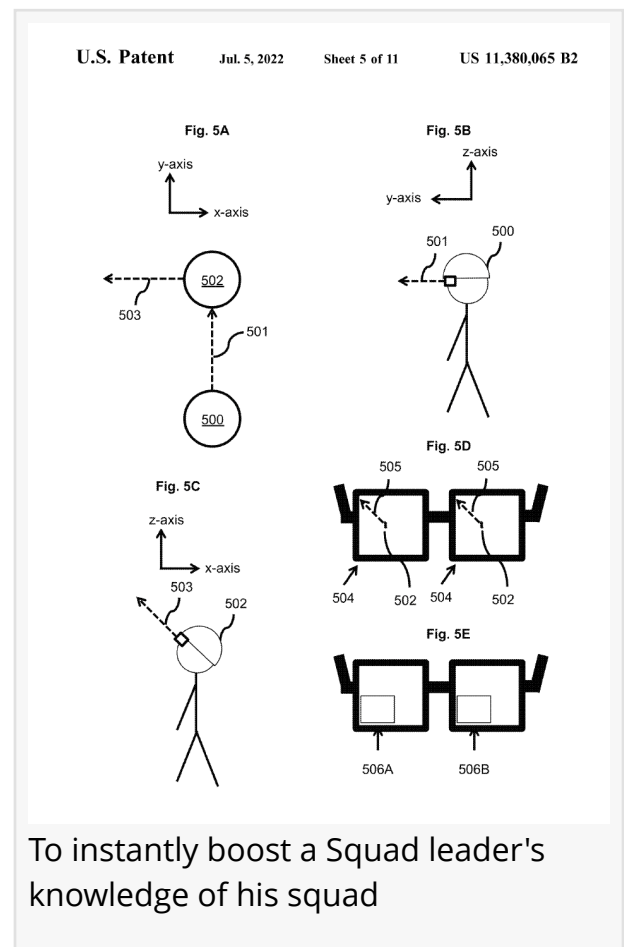 U.S. Patent Jul. 5, 2022 Sheet 5 of 11 US 11,380,065 B2
Fig. 5A
y-axis
x-axis
502
503
501
500
Fig. 5B
z-axis
y-axis
501
500
Fig. 5C
z-axis
x-axis
503
502
Fig. 5D
505 505
504 502 504 502
Fig. 5E
506A 506B
To instantly boost a Squad leader's
knowledge of his squad